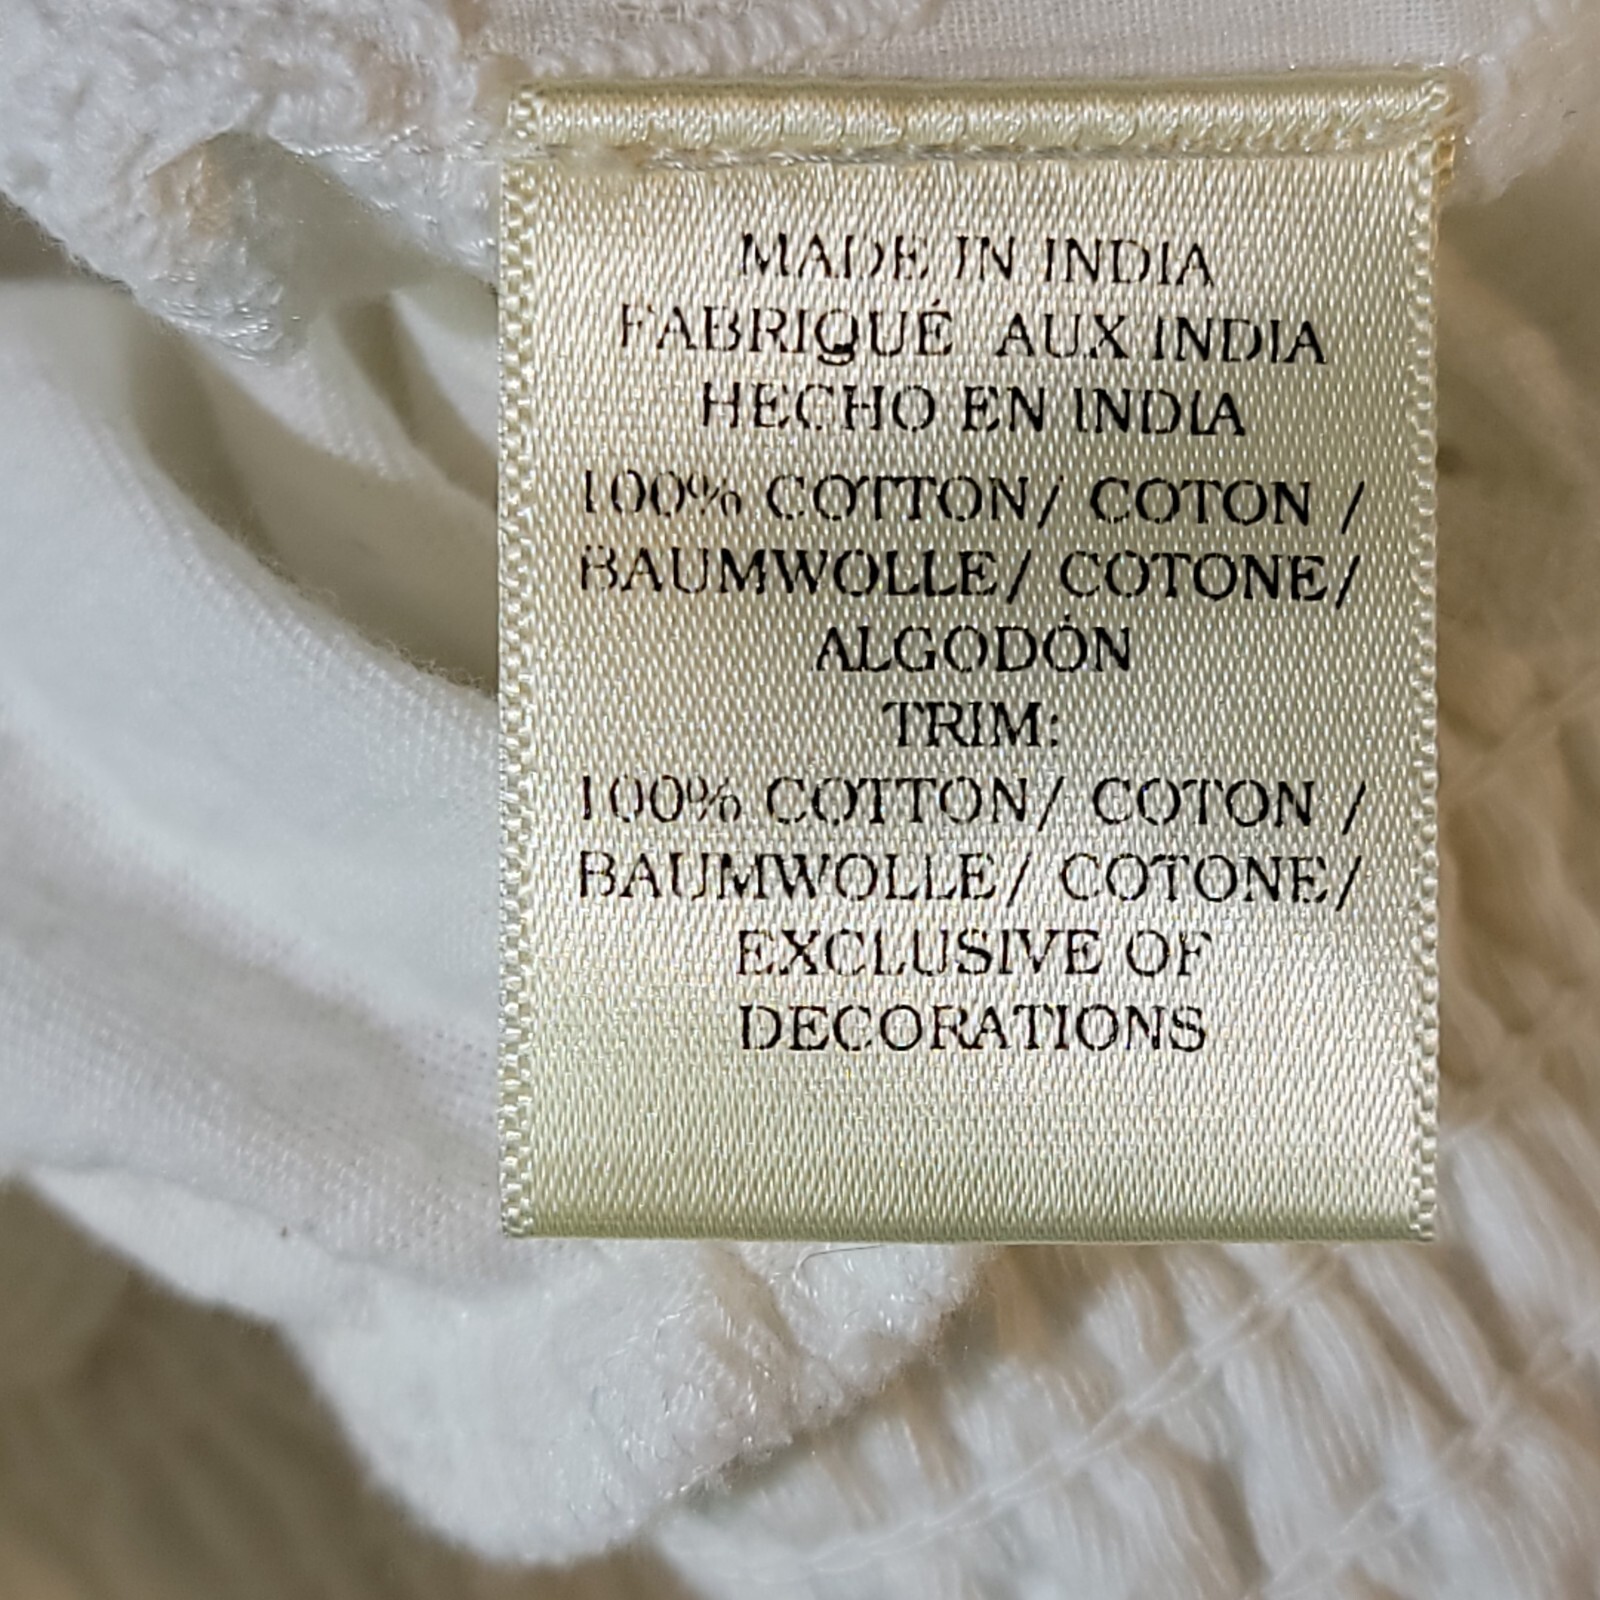 MADE IN INDIA
FABRIQUÉ AUX INDIA
HECHO EN INDIA
100% COTTON/ COTON /
BAUMWOLLE/ COTONE/
ALGODÓN
TRIM:
100% COTTON/ COTON /
BAUMWOLLE/ COTONE/
EXCLUSIVE OF
DECORATIONS